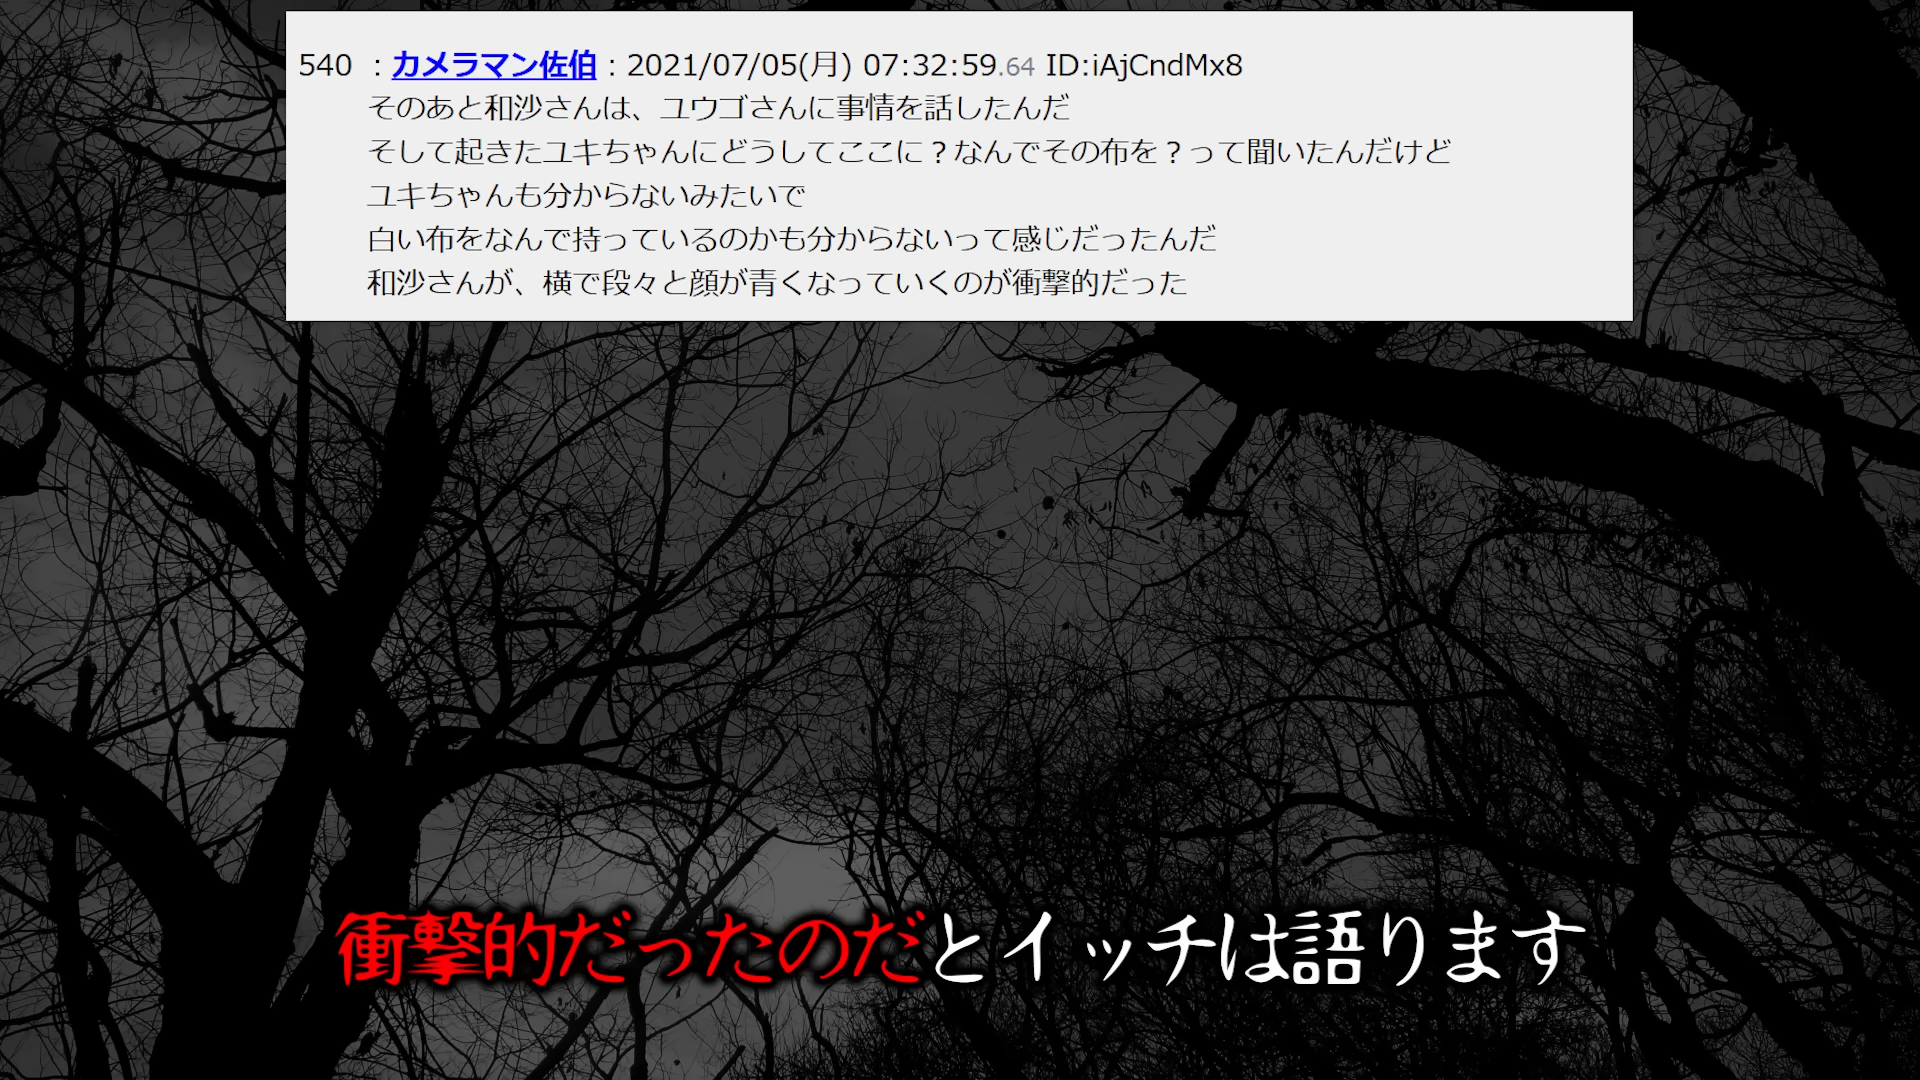 540 ：カメラマン佐伯：2021/07/05(月) 07:32:59.64 ID:iAjCndMx8
そのあと和沙さんは、ユウゴさんに事情を話したんだ
そして起きたユキちゃんにどうしてここに？なんでその布を？って聞いたんだけど
ユキちゃんも分からないみたいで
白い布をなんで持っているのかも分からないって感じだったんだ
和沙さんが、横で段々と顔が青くなっていくのが衝撃的だった
衝撃的だったのだとイッチは語ります